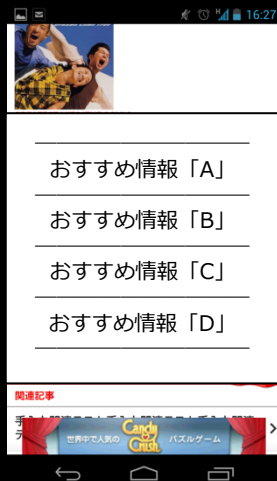 16:27
おすすめ情報「A」
おすすめ情報「B」
おすすめ情報「C」
おすすめ情報「D」
関連記事
世界中で人気の
Candy
Crush
パズルゲーム